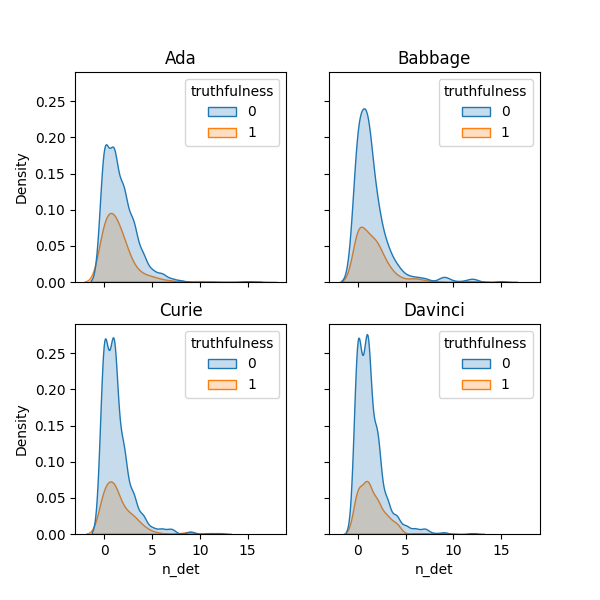 Ada
Babbage
truthfulness
0
1
truthfulness
0
1
Density
0.25
0.20
0.15
0.10
0.05
0.00
Curie
Davinci
truthfulness
0
1
truthfulness
0
1
Density
0.25
0.20
0.15
0.10
0.05
0.00
0 5 10 15
0 5 10 15
n_det
n_det